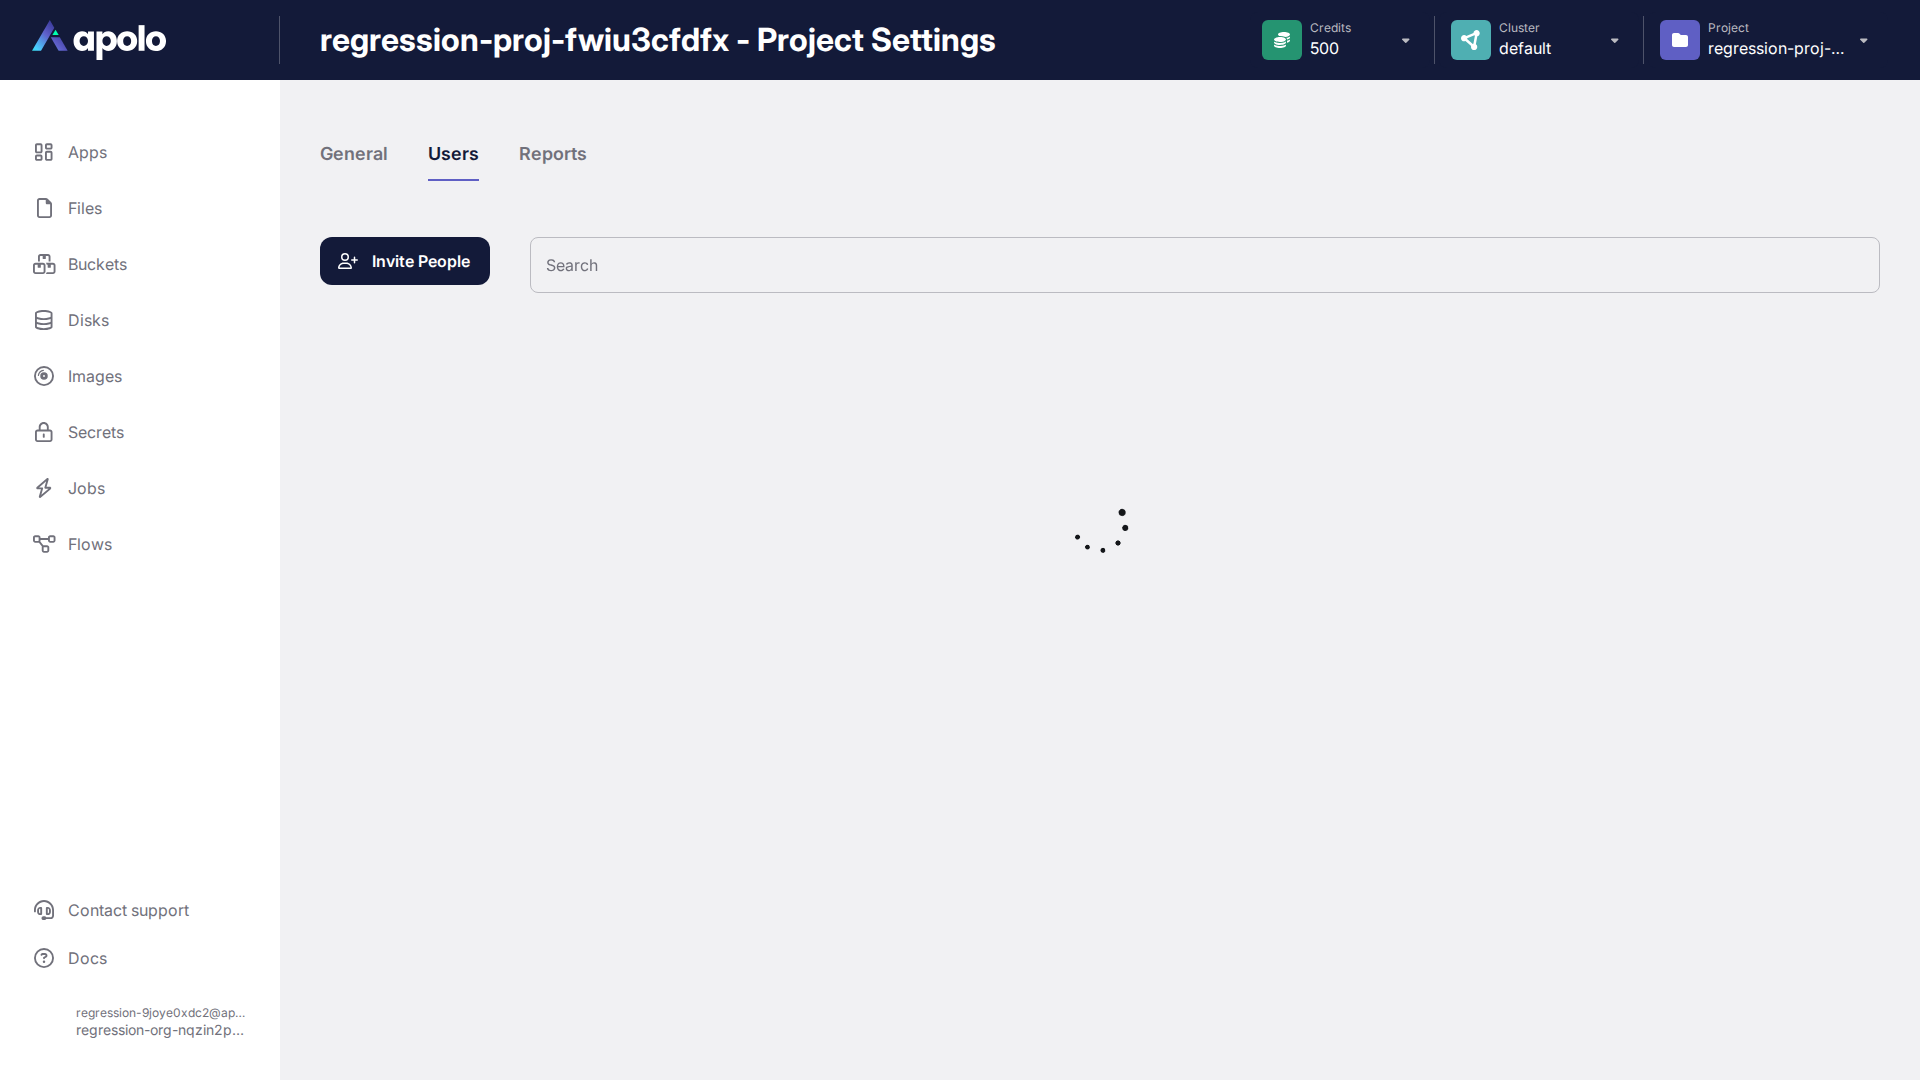 apolo
regression-proj-fwiu3cfdfx - Project Settings
Credits
500
Cluster
default
Project
regression-proj-...
Apps
Files
Buckets
Disks
Images
Secrets
Jobs
Flows
General
Users
Reports
Invite People
Search
Contact support
Docs
regression-9joye0xdc2@ap...
regression-org-nqzin2p...